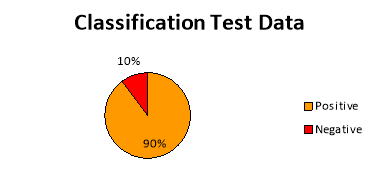 Classification Test Data
10%
90%
Positive
Negative